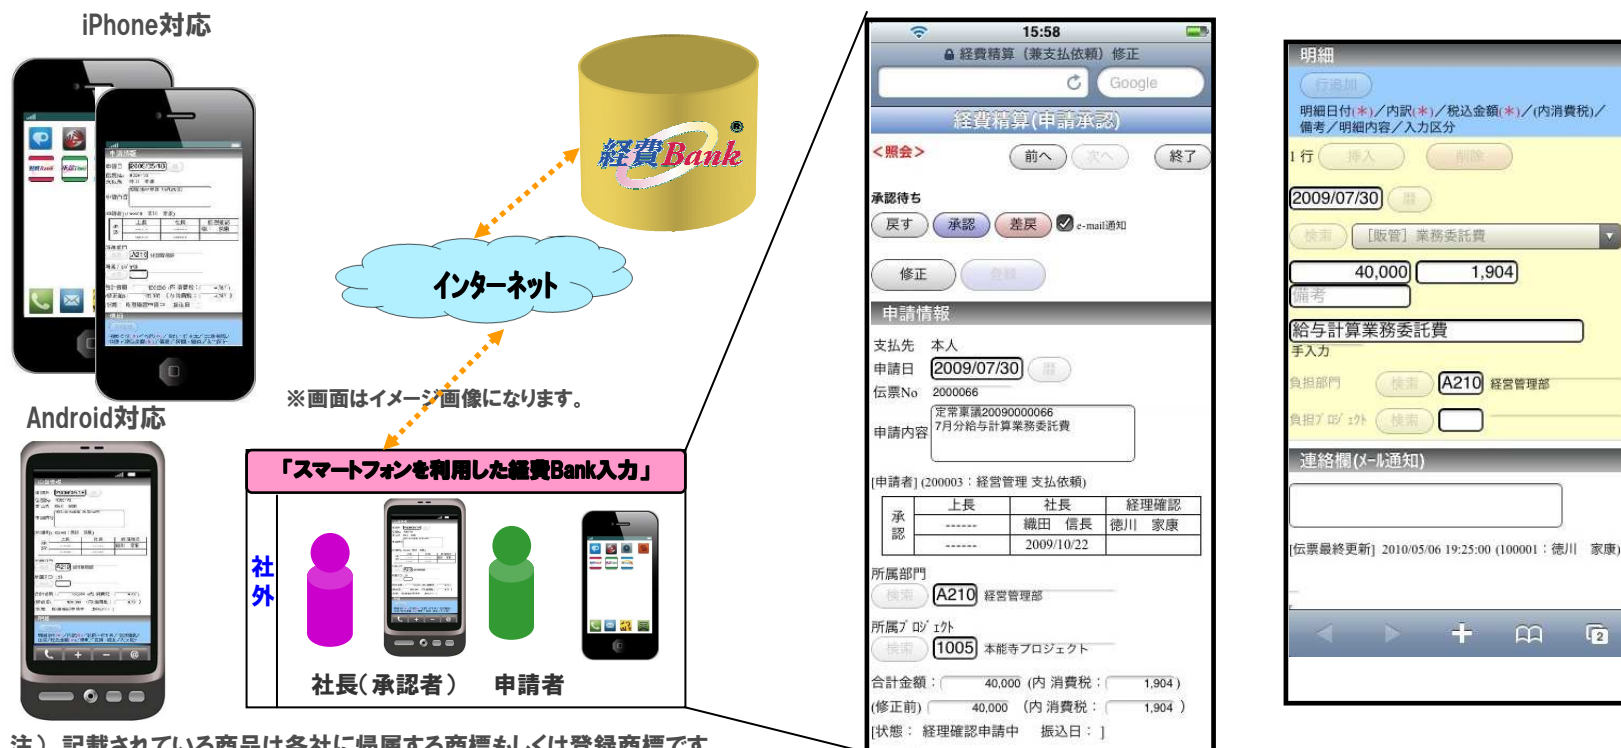 iPhone対応
経費Bank®
インターネット
※画面はイメージ画像になります。
Android対応
「スマートフォンを利用した経費Bank入力」
社外
社長(承認者)
申請者
注) 記載されている商品は各社に帰属する商標もしくは登録商標です
15:58
経費精算(兼支払依頼)修正
Google
経費精算(申請承認)
<照会>
前へ 次へ 終了
承認待ち
戻す 承認 差戻 e-mail通知
修正 登録
申請情報
支払先 本人
申請日 2009/07/30 暦
伝票No 2000066
申請内容 定常稟議20090000066
7月分給与計算業務委託費
[申請者] (200003:経営管理 支払依頼)
承認 上長 社長 経理確認
------ 織田 信長 徳川 家康
------ 2009/10/22
所属部門
検索 A210 経営管理部
所属プロジェクト
検索 1005 本能寺プロジェクト
合計金額: 40,000 (内 消費税: 1,904)
(修正前) 40,000 (内 消費税: 1,904 )
[状態: 経理確認申請中 振込日: ]
明細
行追加
明細日付(*)/内訳(*)/税込金額(*)/(内消費税)/
備考/明細内容/入力区分
1 行 挿入 削除
2009/07/30 暦
検索 [販管]業務委託費
40,000 1,904
備考
給与計算業務委託費
手入力
負担部門 検索 A210 経営管理部
負担プロジェクト 検索
連絡欄(メール通知)
[伝票最終更新] 2010/05/06 19:25:00 (100001:徳川 家康)
2